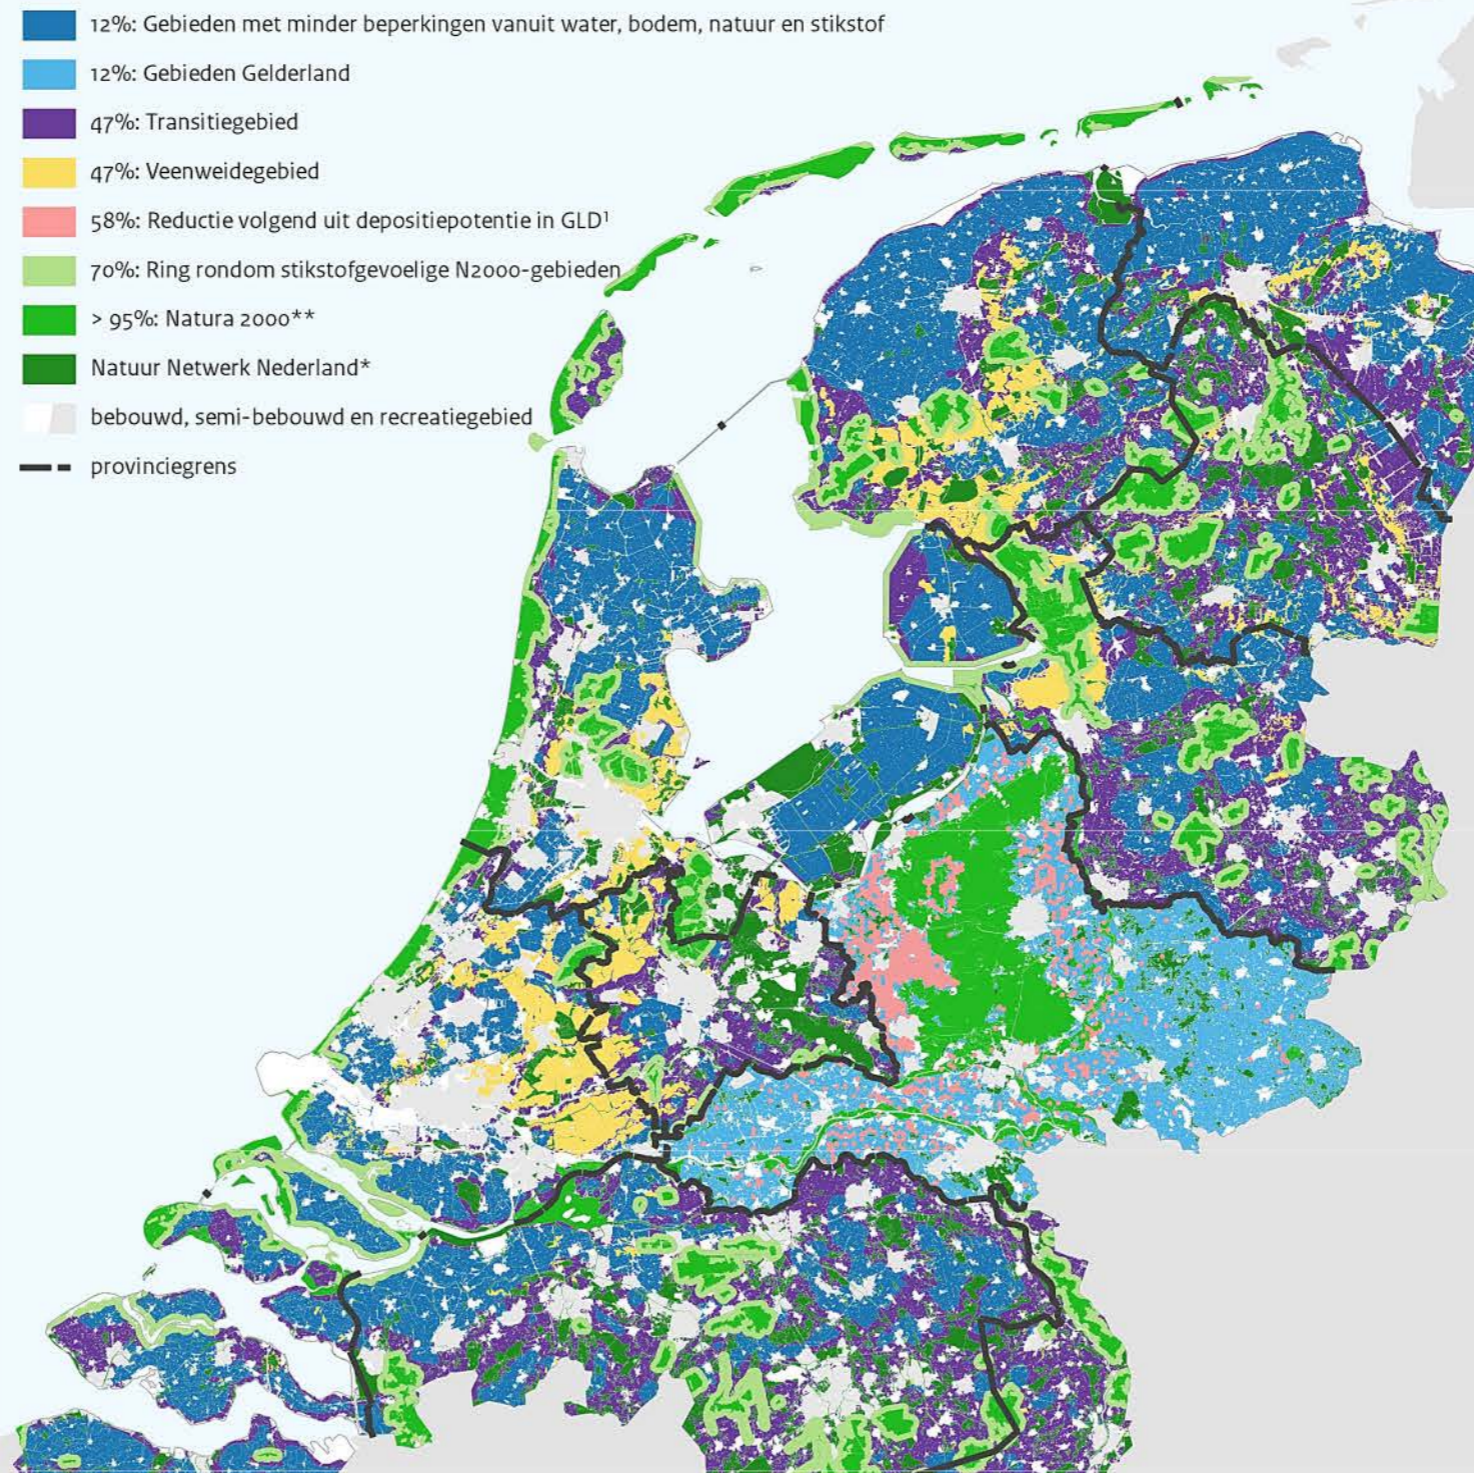 12%: Gebieden met minder beperkingen vanuit water, bodem, natuur en stikstof
12%: Gebieden Gelderland
47%: Transitiegebied
47%: Veenweidegebied
58%: Reductie volgend uit depositiepotentie in GLD¹
70%: Ring rondom stikstofgevoelige N2000-gebieden
> 95%: Natura 2000**
Natuur Netwerk Nederland*
bebouwd, semi-bebouwd en recreatiegebied
provinciegrens